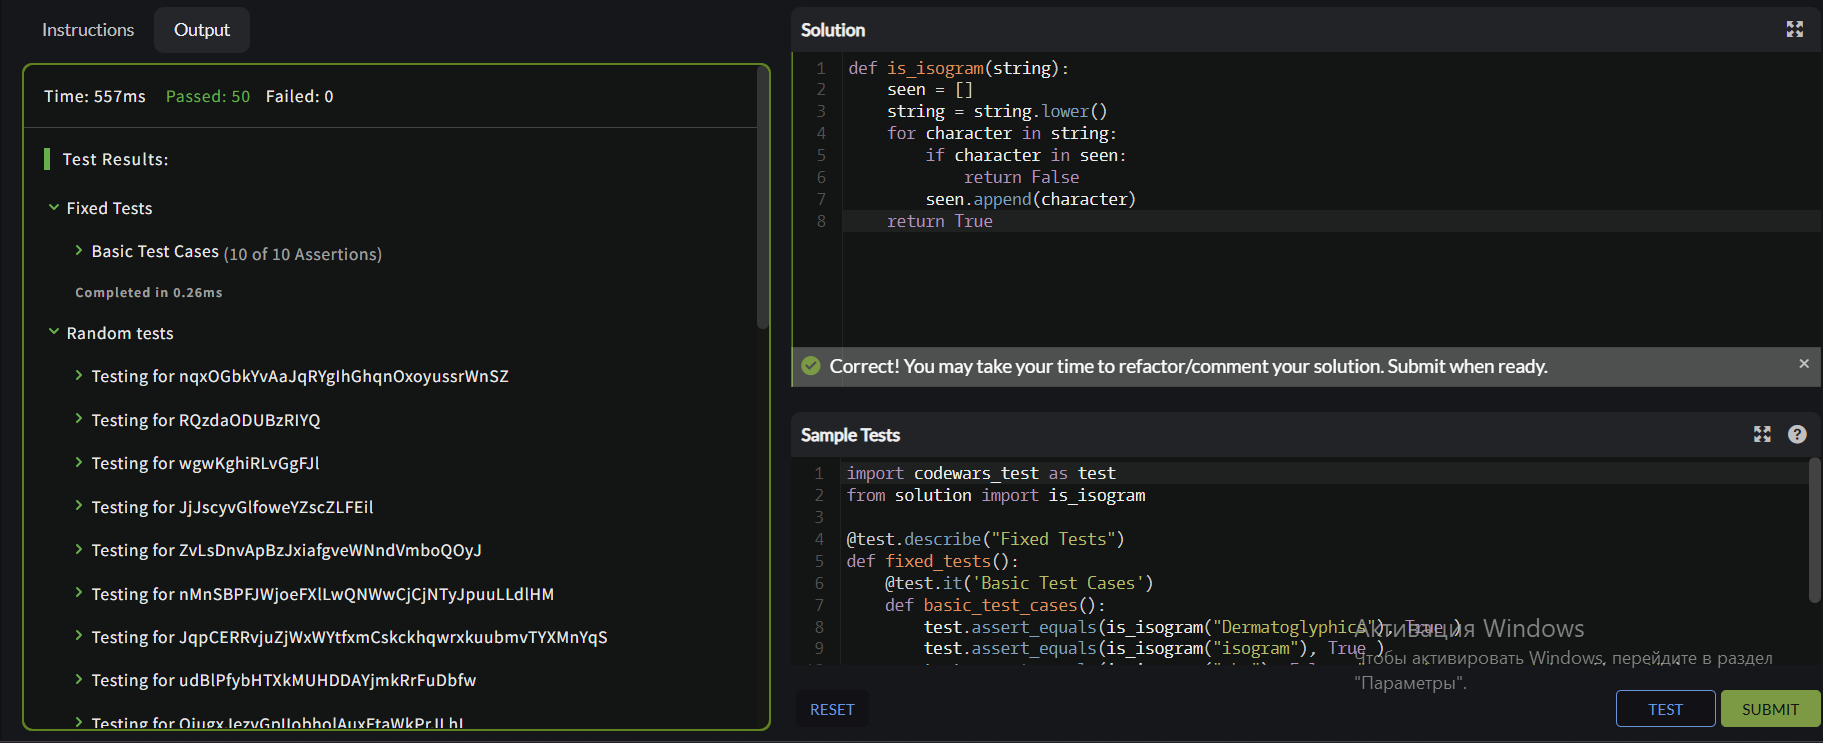 Instructions
Output
Time: 557ms Passed: 50 Failed: 0
Test Results:
Fixed Tests
Basic Test Cases (10 of 10 Assertions)
Completed in 0.26ms
Random tests
Testing for nqxOGbkYvAaJqRYgIhGhqnOxoyussrWnSZ
Testing for RQzdaODUBzRIYQ
Testing for wgwKghiRLvGgFJl
Testing for JjJscyvGlfoweYZscZLFEil
Testing for ZvLsDnvApBzJxiafgveWNndVmboQOyJ
Testing for nMnSBPFJWjoeFXlLwQNWwCjCjNTyJpuuLLdlHM
Testing for JqpCERRvjuZjWxWYtfxmCskckhqwrxkuubmvTYXMnYqS
Testing for udBlPfybHTXkMUHDDAYjmkRrFuDbfw
Testing for
Solution
1 def is_isogram(string):
2 seen = []
3 string = string.lower()
4 for character in string:
5 if character in seen:
6 return False
7 seen.append(character)
8 return True
Correct! You may take your time to refactor/comment your solution. Submit when ready.
Sample Tests
1 import codewars_test as test
2 from solution import is_isogram
3
4 @test.describe("Fixed Tests")
5 def fixed_tests():
6 @test.it('Basic Test Cases')
7 def basic_test_cases():
8 test.assert_equals(is_isogram("Dermatoglyphics"), True )
9 test.assert_equals(is_isogram("isogram"), True )
Активация Windows
Чтобы активировать Windows, перейдите в раздел
"Параметры".
RESET
TEST
SUBMIT